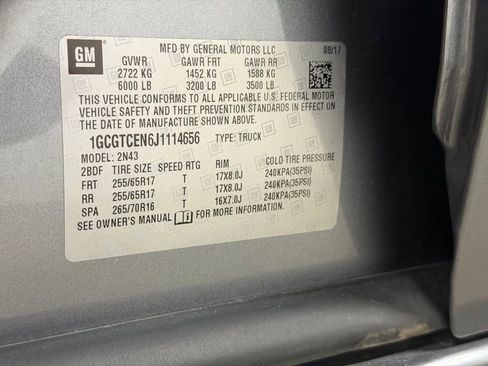 GM
MFD BY GENERAL MOTORS LLC 08/17
GVWR GAWR FRT GAWR RR
2722 KG 1452 KG 1588 KG
6000 LB 3200 LB 3500 LB
THIS VEHICLE CONFORMS TO ALL APPLICABLE U.S. FEDERAL MOTOR
VEHICLE SAFETY AND THEFT PREVENTION STANDARDS IN EFFECT ON
THE DATE OF MANUFACTURE SHOWN ABOVE.
1GCGTCEN6J1114656 TYPE: TRUCK
MODEL: 2N43
2BDF TIRE SIZE SPEED RTG RIM COLD TIRE PRESSURE
FRT 255/65R17 T 17X8.0J 240KPA(35PSI)
RR 255/65R17 T 17X8.0J 240KPA(35PSI)
SPA 265/70R16 T 16X7.0J 240KPA(35PSI)
SEE OWNER'S MANUAL FOR MORE INFORMATION.